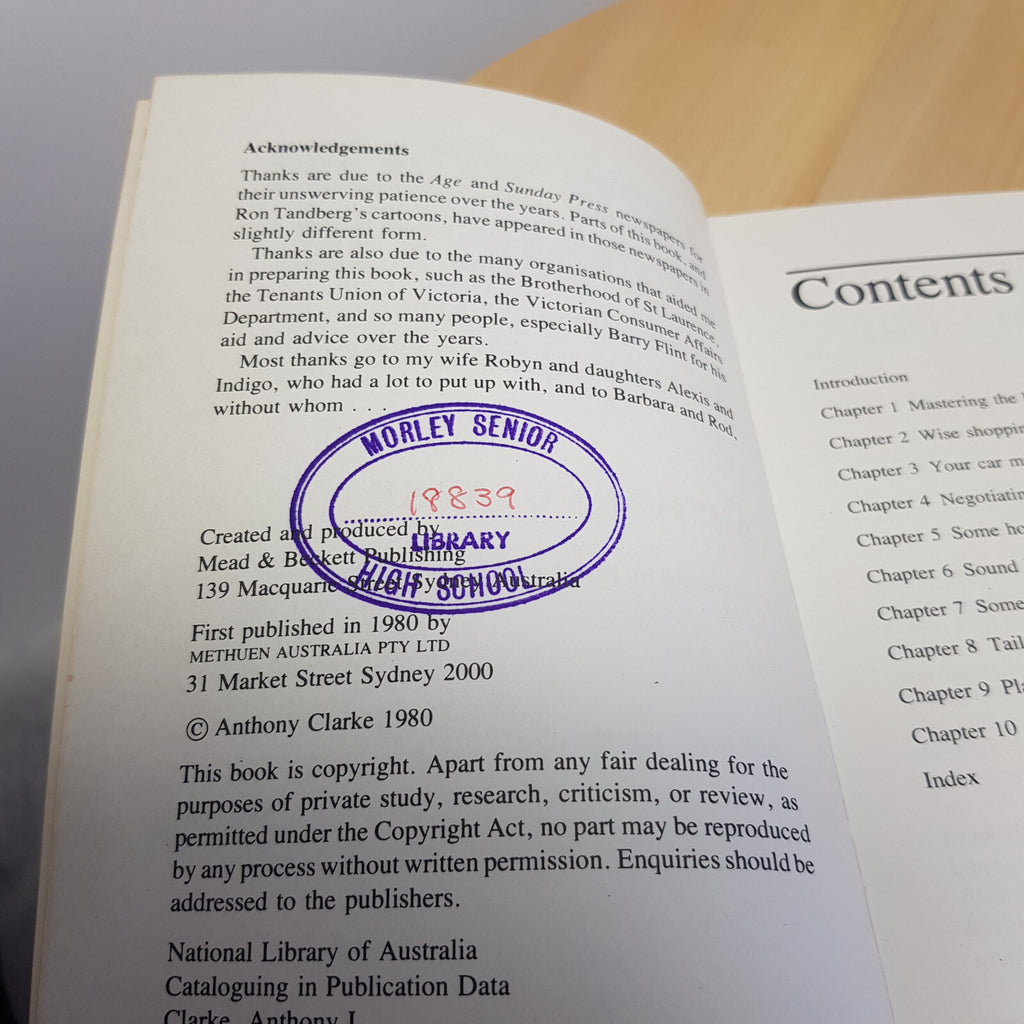 Acknowledgements
Thanks are due to the Age and Sunday Press newspapers for
their unswerving patience over the years. Parts of this book, and
Ron Tandberg's cartoons, have appeared in those newspapers in
slightly different form.
Thanks are also due to the many organisations that aided me
in preparing this book, such as the Brotherhood of St Laurence,
the Tenants Union of Victoria, the Victorian Consumer Affairs
Department, and so many people, especially Barry Flint for his
aid and advice over the years.
Most thanks go to my wife Robyn and daughters Alexis and
Indigo, who had a lot to put up with, and to Barbara and Rod,
without whom . . .
MORLEY SENIOR
18839
LIBRARY
HIGH SCHOOL
Created and produced by
Mead & Beckett Publishing
139 Macquarie Street Sydney Australia
First published in 1980 by
METHUEN AUSTRALIA PTY LTD
31 Market Street Sydney 2000
© Anthony Clarke 1980
This book is copyright. Apart from any fair dealing for the
purposes of private study, research, criticism, or review, as
permitted under the Copyright Act, no part may be reproduced
by any process without written permission. Enquiries should be
addressed to the publishers.
National Library of Australia
Cataloguing in Publication Data
Clarke, Anthony J.
Contents
Introduction
Chapter 1 Mastering the
Chapter 2 Wise shoppin
Chapter 3 Your car m
Chapter 4 Negotiatin
Chapter 5 Some ho
Chapter 6 Sound
Chapter 7 Some
Chapter 8 Tail
Chapter 9 Pla
Chapter 10
Index